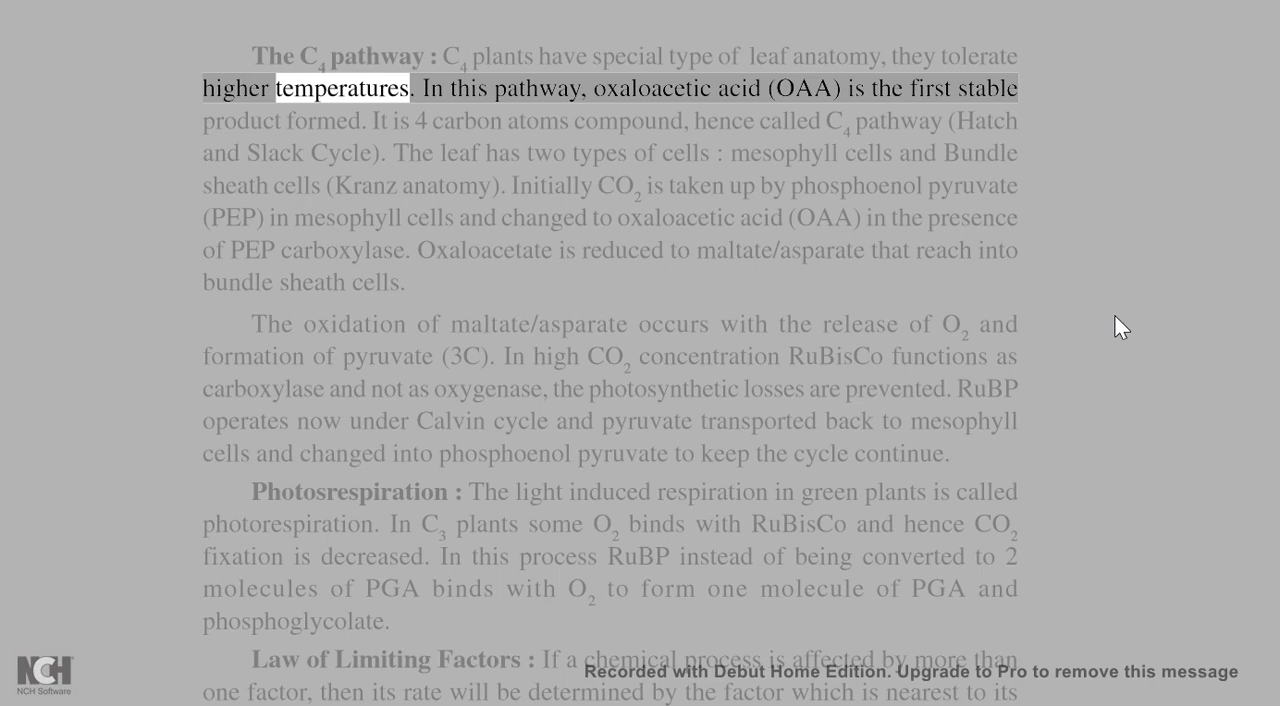 The C4 pathway : C4 plants have special type of leaf anatomy, they tolerate
higher temperatures. In this pathway, oxaloacetic acid (OAA) is the first stable
product formed. It is 4 carbon atoms compound, hence called C4 pathway (Hatch
and Slack Cycle). The leaf has two types of cells : mesophyll cells and Bundle
sheath cells (Kranz anatomy). Initially CO2 is taken up by phosphoenol pyruvate
(PEP) in mesophyll cells and changed to oxaloacetic acid (OAA) in the presence
of PEP carboxylase. Oxaloacetate is reduced to maltate/asparate that reach into
bundle sheath cells.
The oxidation of maltate/asparate occurs with the release of O2 and
formation of pyruvate (3C). In high CO2 concentration RuBisCo functions as
carboxylase and not as oxygenase, the photosynthetic losses are prevented. RuBP
operates now under Calvin cycle and pyruvate transported back to mesophyll
cells and changed into phosphoenol pyruvate to keep the cycle continue.
Photosrespiration : The light induced respiration in green plants is called
photorespiration. In C3 plants some O2 binds with RuBisCo and hence CO2
fixation is decreased. In this process RuBP instead of being converted to 2
molecules of PGA binds with O2 to form one molecule of PGA and
phosphoglycolate.
Law of Limiting Factors : If a chemical process is affected by more than
Recorded with Debut Home Edition. Upgrade to Pro to remove this message
one factor, then its rate will be determined by the factor which is nearest to its
NCH
NCH Software